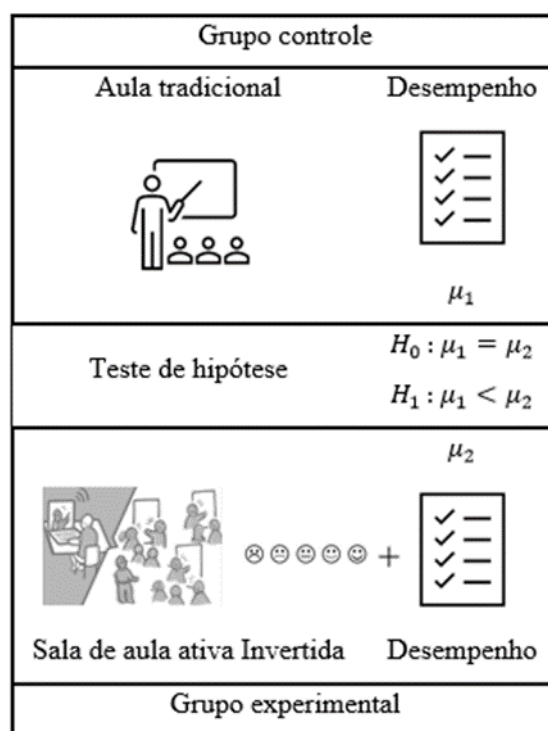 Grupo controle
Aula tradicional Desempenho
μ₁
Teste de hipótese
H₀ : μ₁ = μ₂
H₁ : μ₁ < μ₂
μ₂
+
Sala de aula ativa Invertida Desempenho
Grupo experimental